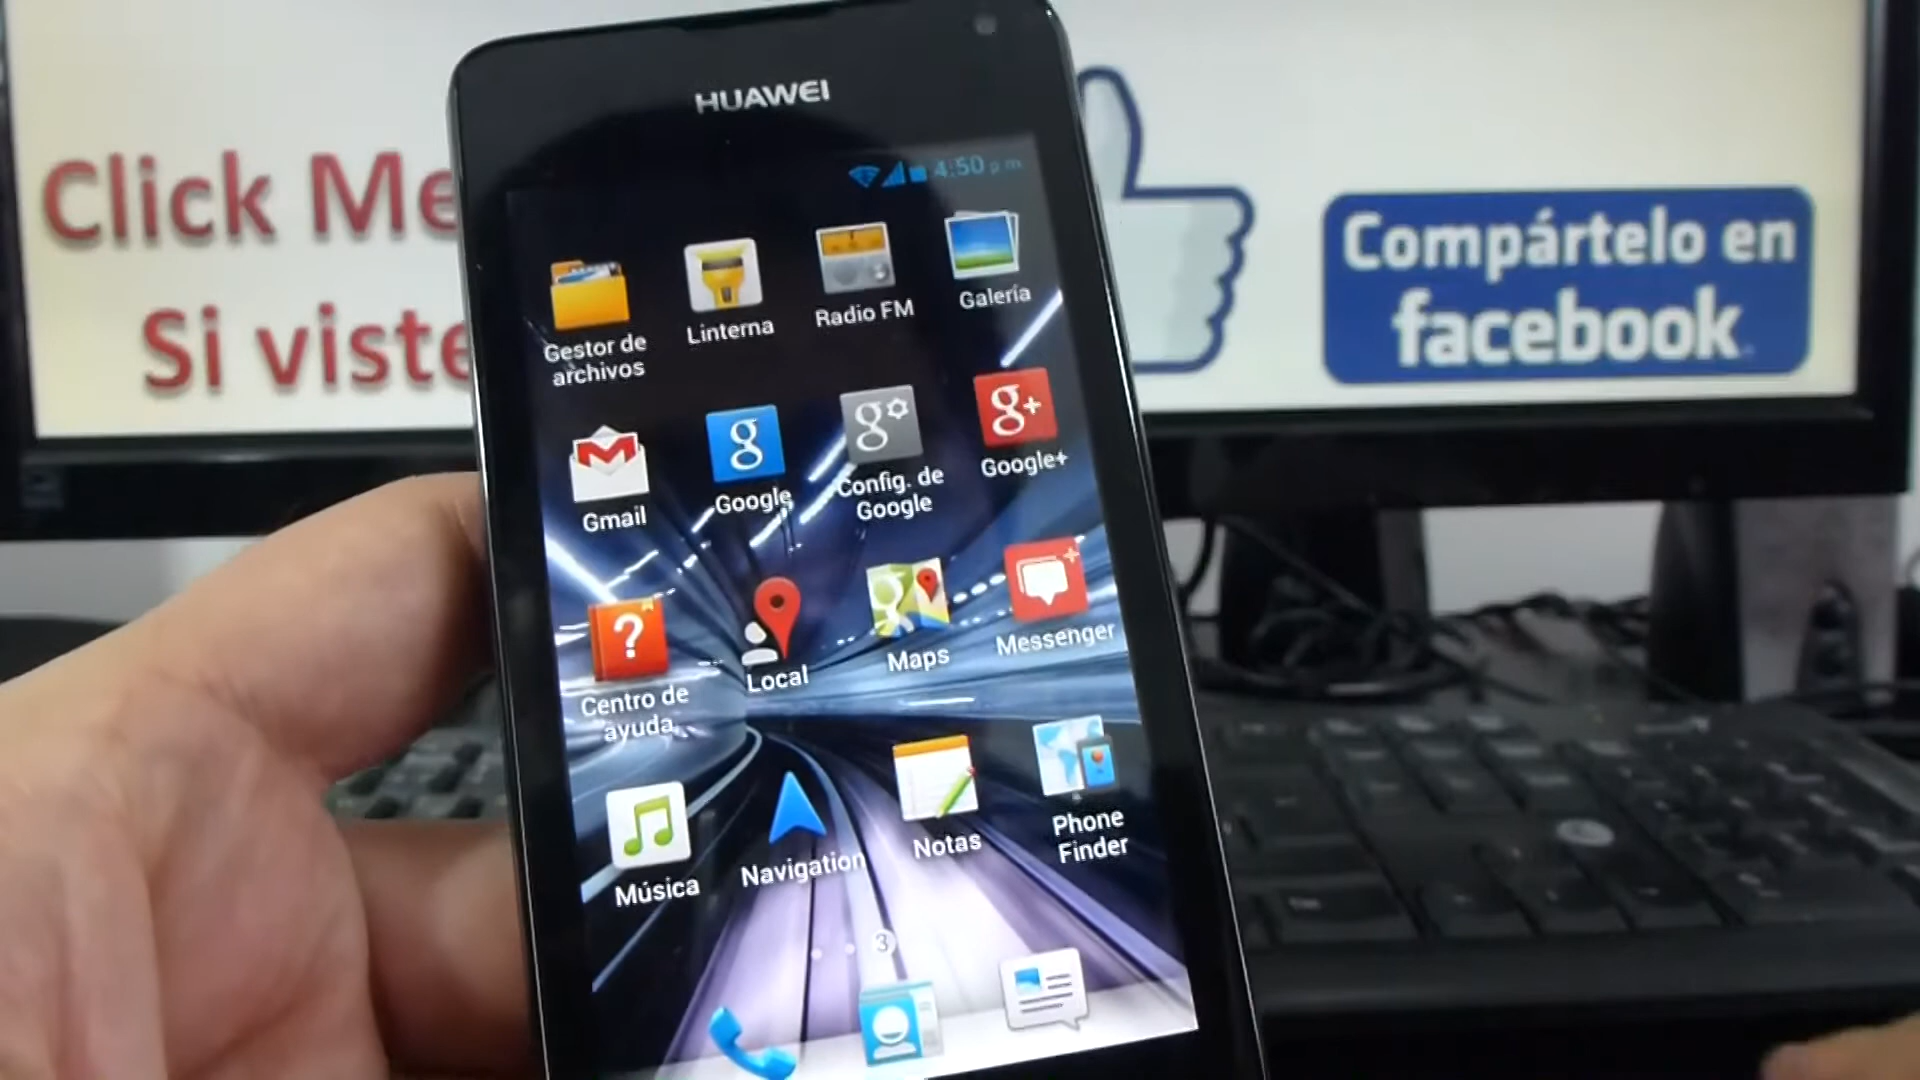 HUAWEI
4:50 p.m.
Click Me
Si viste
Compártelo en
facebook
Gestor de
archivos
Linterna
Radio FM
Galería
Gmail
Google
Config. de
Google
Google+
Centro de
ayuda
Local
Maps
Messenger
Música
Navigation
Notas
Phone
Finder
3